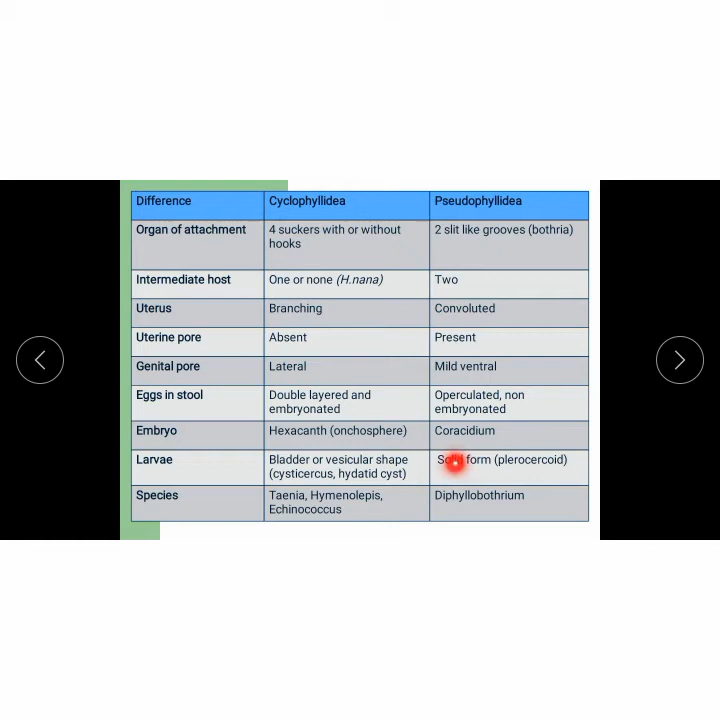 Difference Cyclophyllidea Pseudophyllidea
Organ of attachment 4 suckers with or without 2 slit like grooves (bothria)
hooks
Intermediate host One or none (H.nana) Two
Uterus Branching Convoluted
Uterine pore Absent Present
Genital pore Lateral Mild ventral
Eggs in stool Double layered and Operculated, non
embryonated embryonated
Embryo Hexacanth (onchosphere) Coracidium
Larvae Bladder or vesicular shape Solid form (plerocercoid)
(cysticercus, hydatid cyst)
Species Taenia, Hymenolepis, Diphyllobothrium
Echinococcus